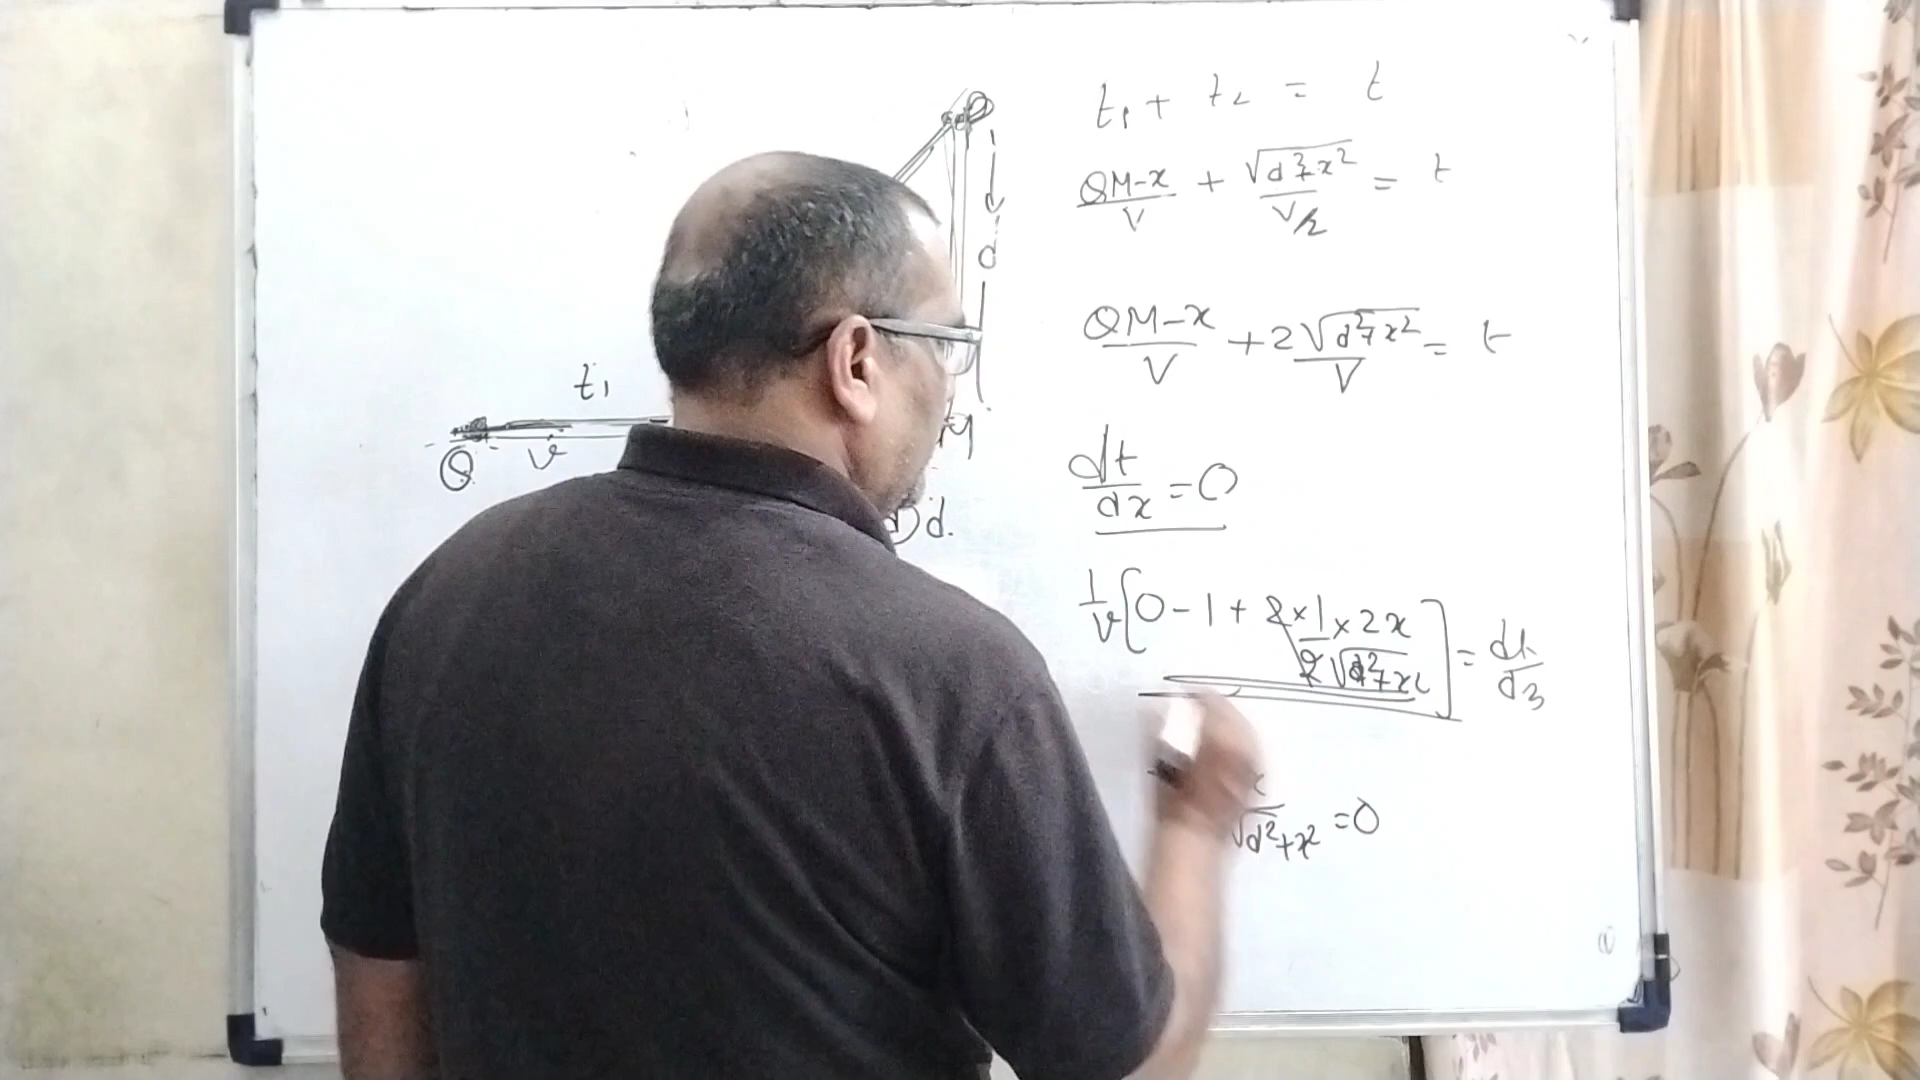 t₁ + t₂ = t
QM-x/V + √d²+x²/V/2 = t
QM-x/V + 2√d²+x²/V = t
dt/dx = 0
1/v[0 - 1 + 2×1×2x/2√d²+x²] = dt/dx
√d²+x² = 0
d
t₁
M
Q v
d.